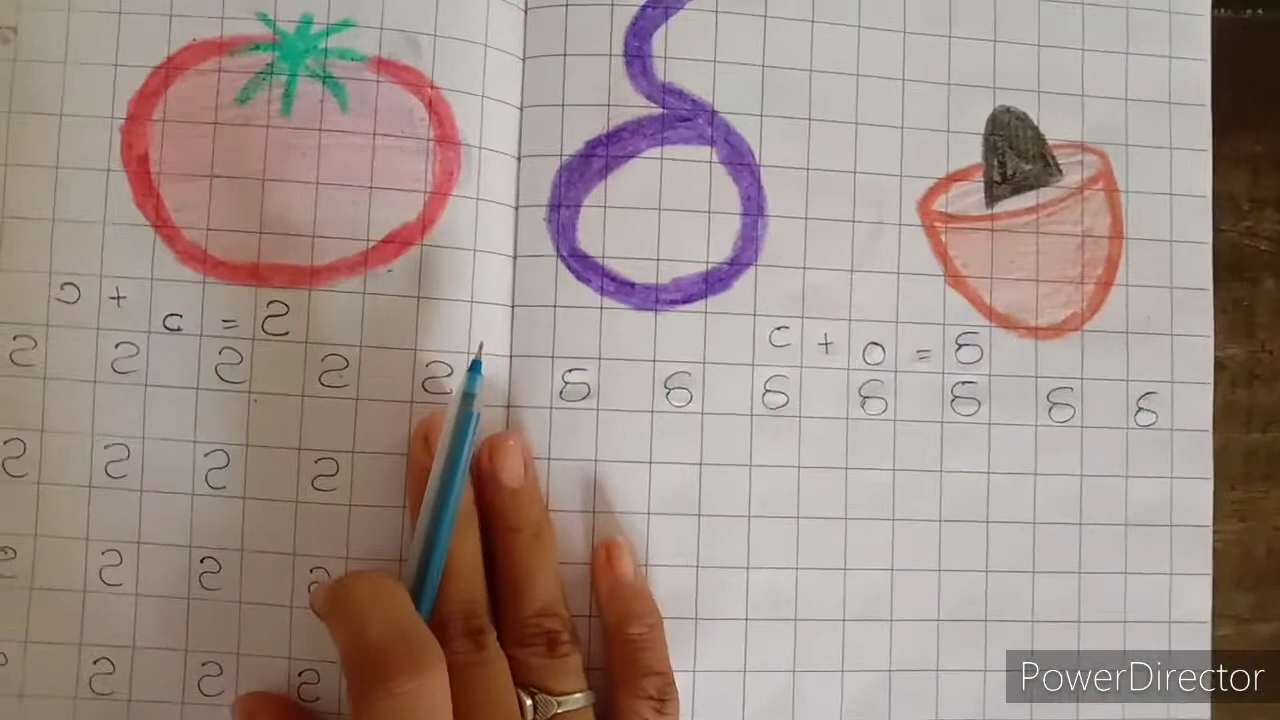 ઠ
ɔ + c = ટ
ટ ટ ટ ટ ટ
ટ ટ ટ ટ
ટ ટ ટ ટ
ટ ટ ટ
c + o = ઠ
ઠ ઠ ઠ ઠ ઠ ઠ ઠ
PowerDirector